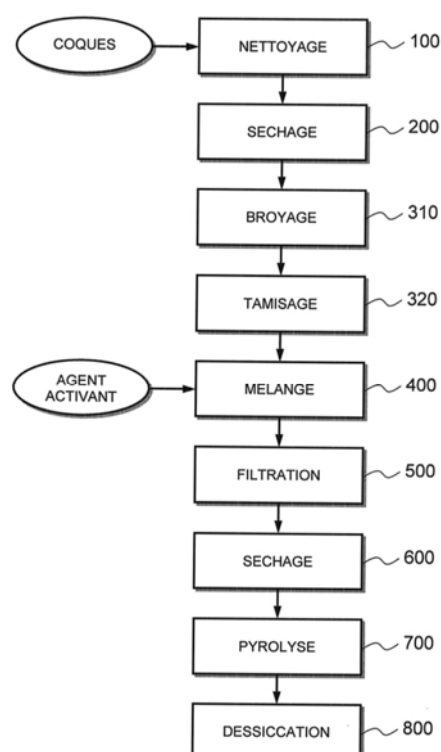 COQUES
NETTOYAGE
100
SECHAGE
200
BROYAGE
310
TAMISAGE
320
AGENT
ACTIVANT
MELANGE
400
FILTRATION
500
SECHAGE
600
PYROLYSE
700
DESSICCATION
800